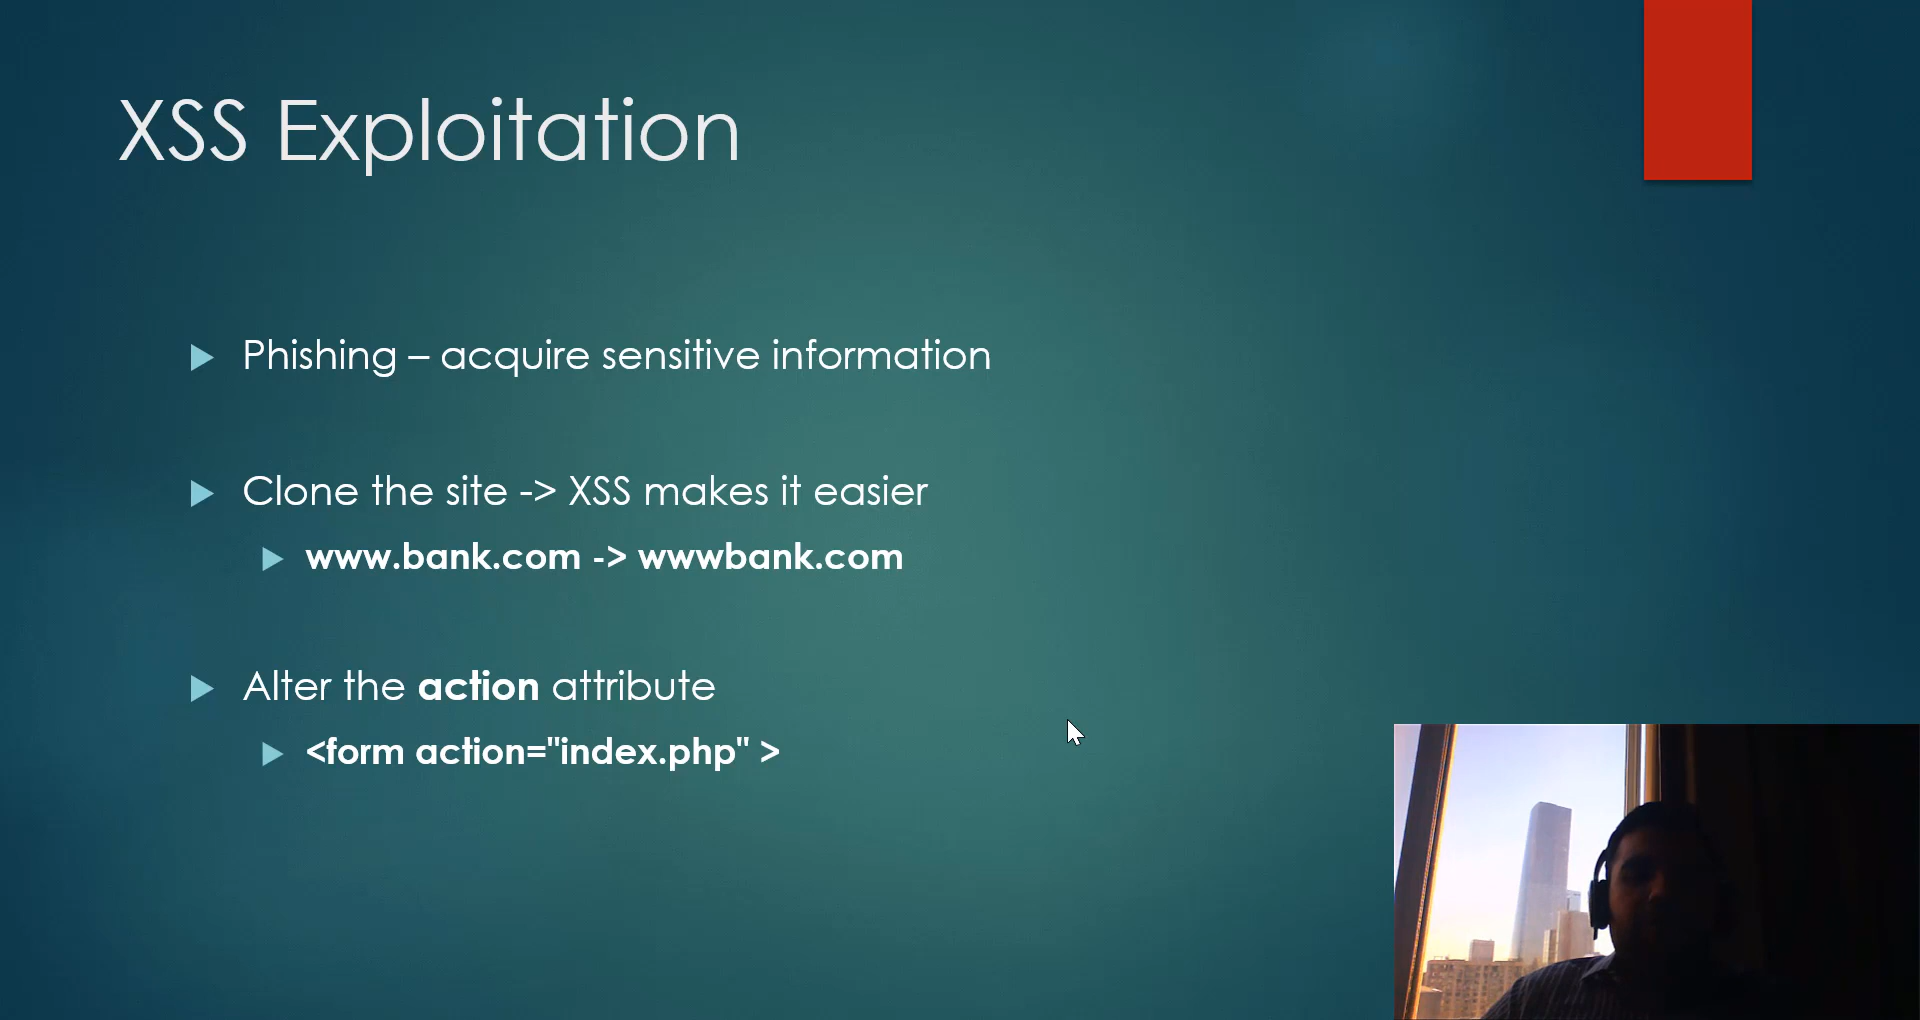 XSS Exploitation
Phishing – acquire sensitive information
Clone the site -> XSS makes it easier
www.bank.com -> wwwbank.com
Alter the action attribute
<form action="index.php" >